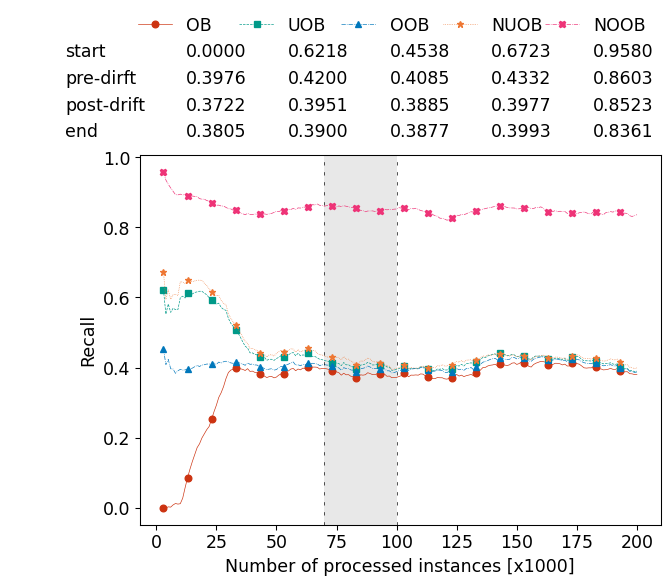 OB UOB OOB NUOB NOOB
start 0.0000 0.6218 0.4538 0.6723 0.9580
pre-dirft 0.3976 0.4200 0.4085 0.4332 0.8603
post-drift 0.3722 0.3951 0.3885 0.3977 0.8523
end 0.3805 0.3900 0.3877 0.3993 0.8361
1.0
0.8
0.6
0.4
0.2
0.0
Recall
0 25 50 75 100 125 150 175 200
Number of processed instances [x1000]